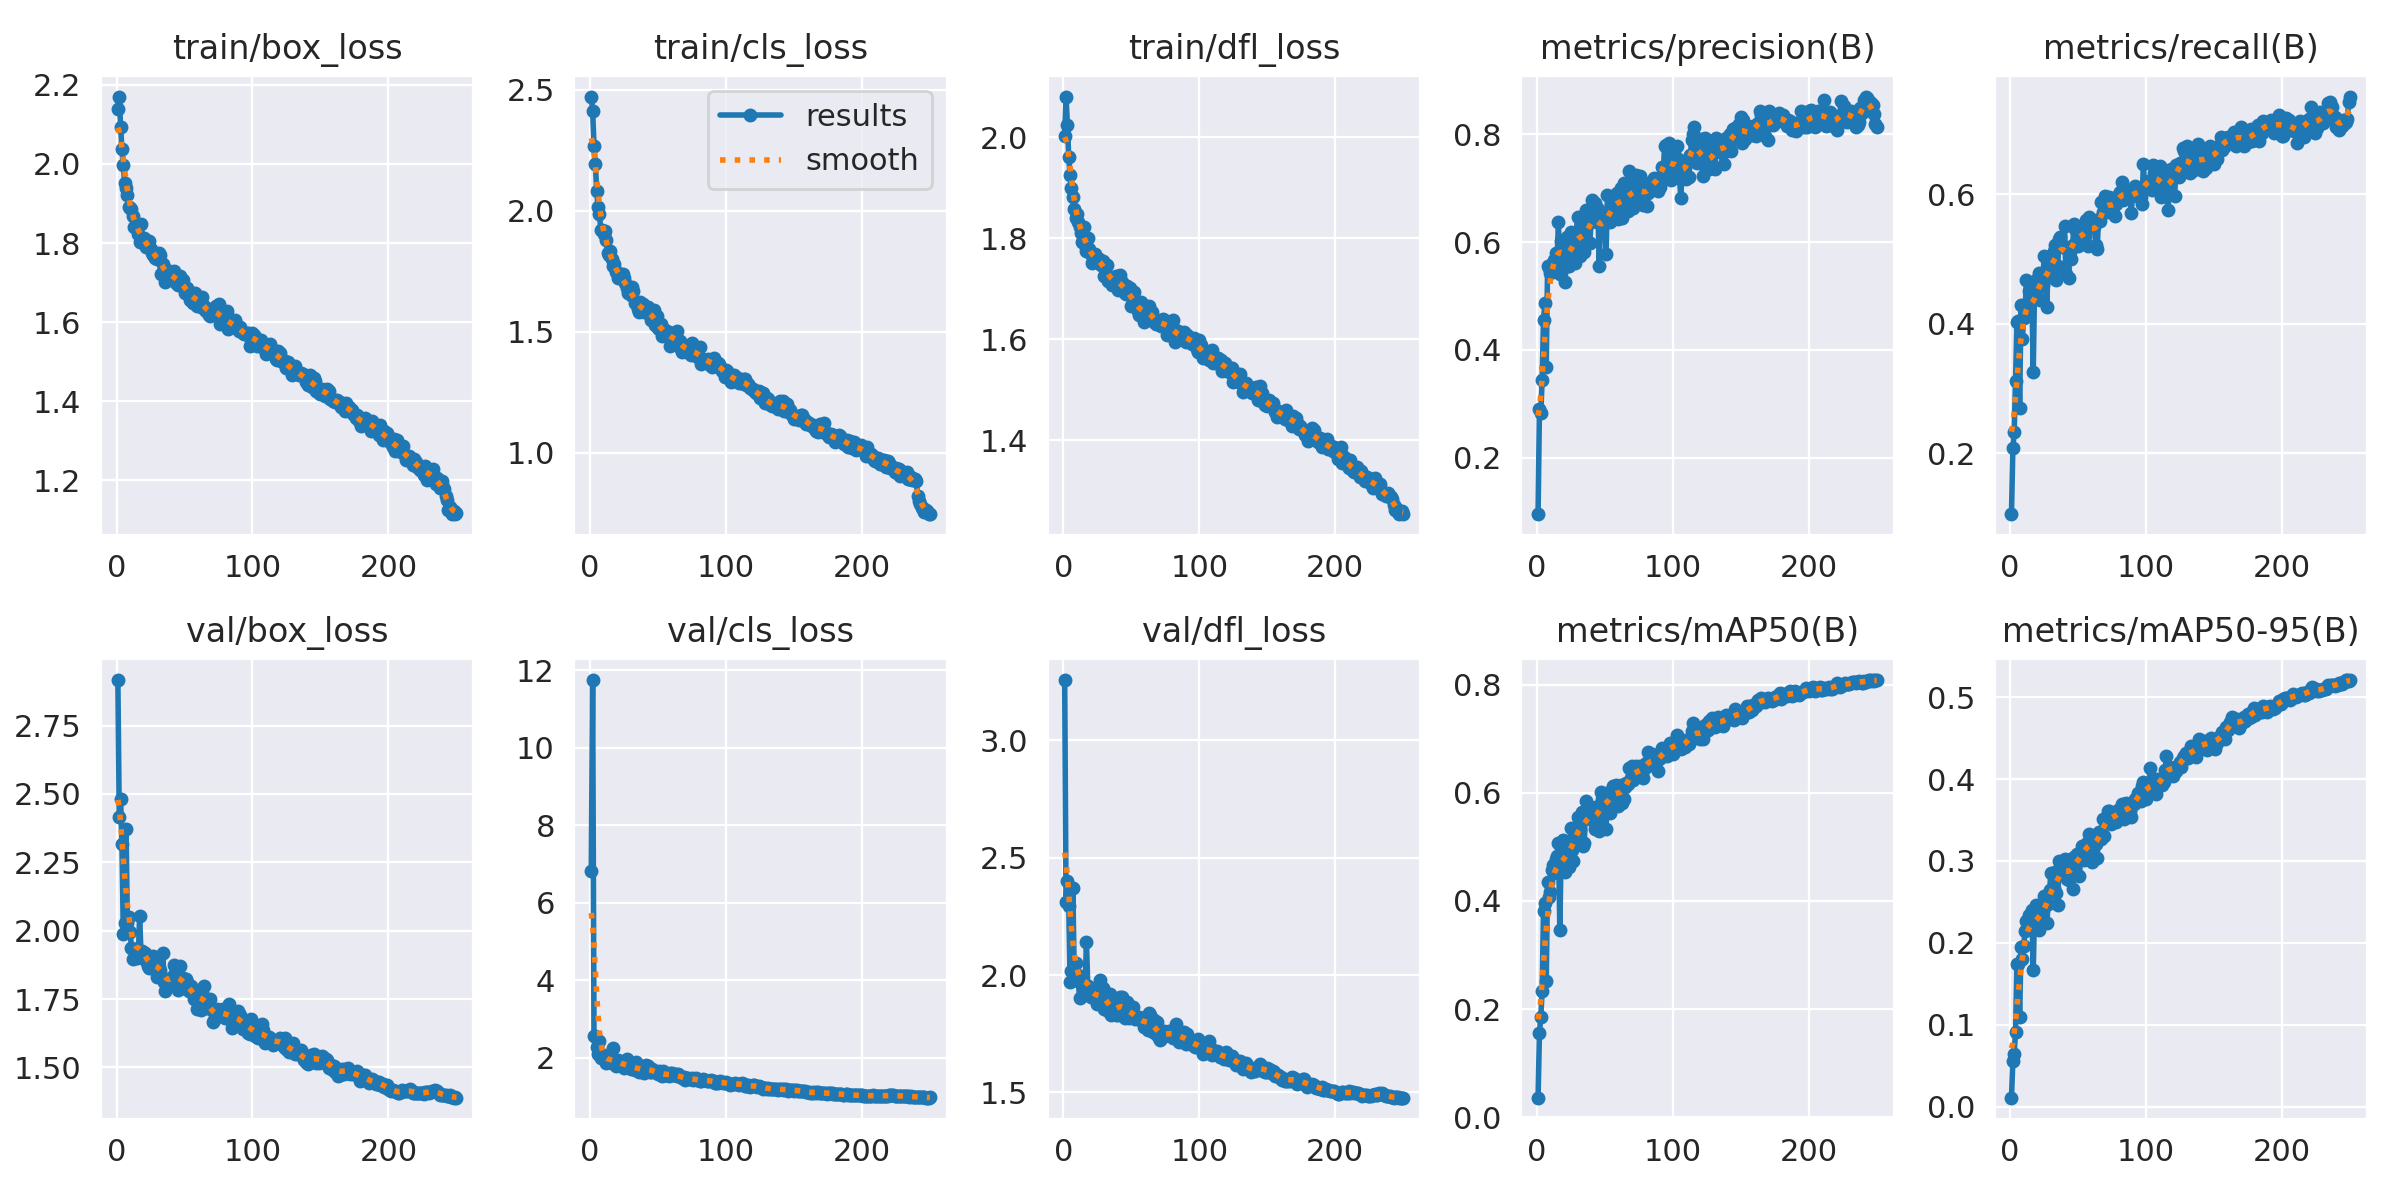 train/box_loss
2.2
2.0
1.8
1.6
1.4
1.2
0 100 200
train/cls_loss
results
smooth
2.5
2.0
1.5
1.0
0 100 200
train/dfl_loss
2.0
1.8
1.6
1.4
0 100 200
metrics/precision(B)
0.8
0.6
0.4
0.2
0 100 200
metrics/recall(B)
0.6
0.4
0.2
0 100 200
val/box_loss
2.75
2.50
2.25
2.00
1.75
1.50
0 100 200
val/cls_loss
12
10
8
6
4
2
0 100 200
val/dfl_loss
3.0
2.5
2.0
1.5
0 100 200
metrics/mAP50(B)
0.8
0.6
0.4
0.2
0.0
0 100 200
metrics/mAP50-95(B)
0.5
0.4
0.3
0.2
0.1
0.0
0 100 200